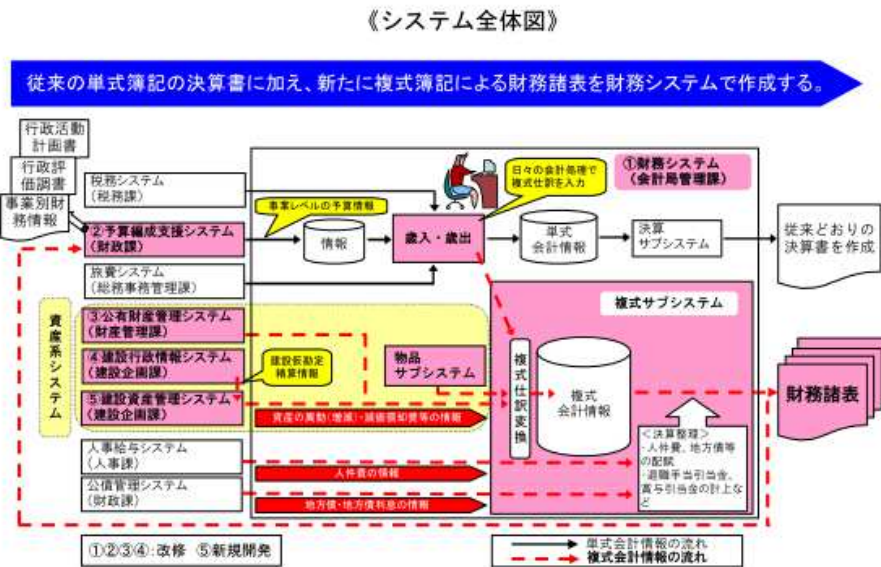 《システム全体図》
従来の単式簿記の決算書に加え、新たに複式簿記による財務諸表を財務システムで作成する。
行政活動
計画書
行政評
価調書
事業別財
務情報
税務システム
(税務課)
②予算編成支援システム
(財政課)
旅費システム
(総務事務管理課)
事業レベルの予算情報
情報
歳入・歳出
日々の会計処理で
複式仕訳を入力
①財務システム
(会計局管理課)
単式
会計情報
決算
サブシステム
従来どおりの
決算書を作成
資産系システム
③公有財産管理システム
(財産管理課)
④建設行政情報システム
(建設企画課)
⑤建設資産管理システム
(建設企画課)
建設仮勘定
精算情報
物品
サブシステム
資産の異動(増減)・減価償却費等の情報
複式サブシステム
複式仕訳変換
複式
会計情報
財務諸表
<決算整理>
・人件費、地方債等
の配賦
・退職手当引当金、
賞与引当金の計上な
ど
人事給与システム
(人事課)
人件費の情報
公債管理システム
(財政課)
地方債・地方債利息の情報
①②③④:改修 ⑤新規開発
単式会計情報の流れ
複式会計情報の流れ